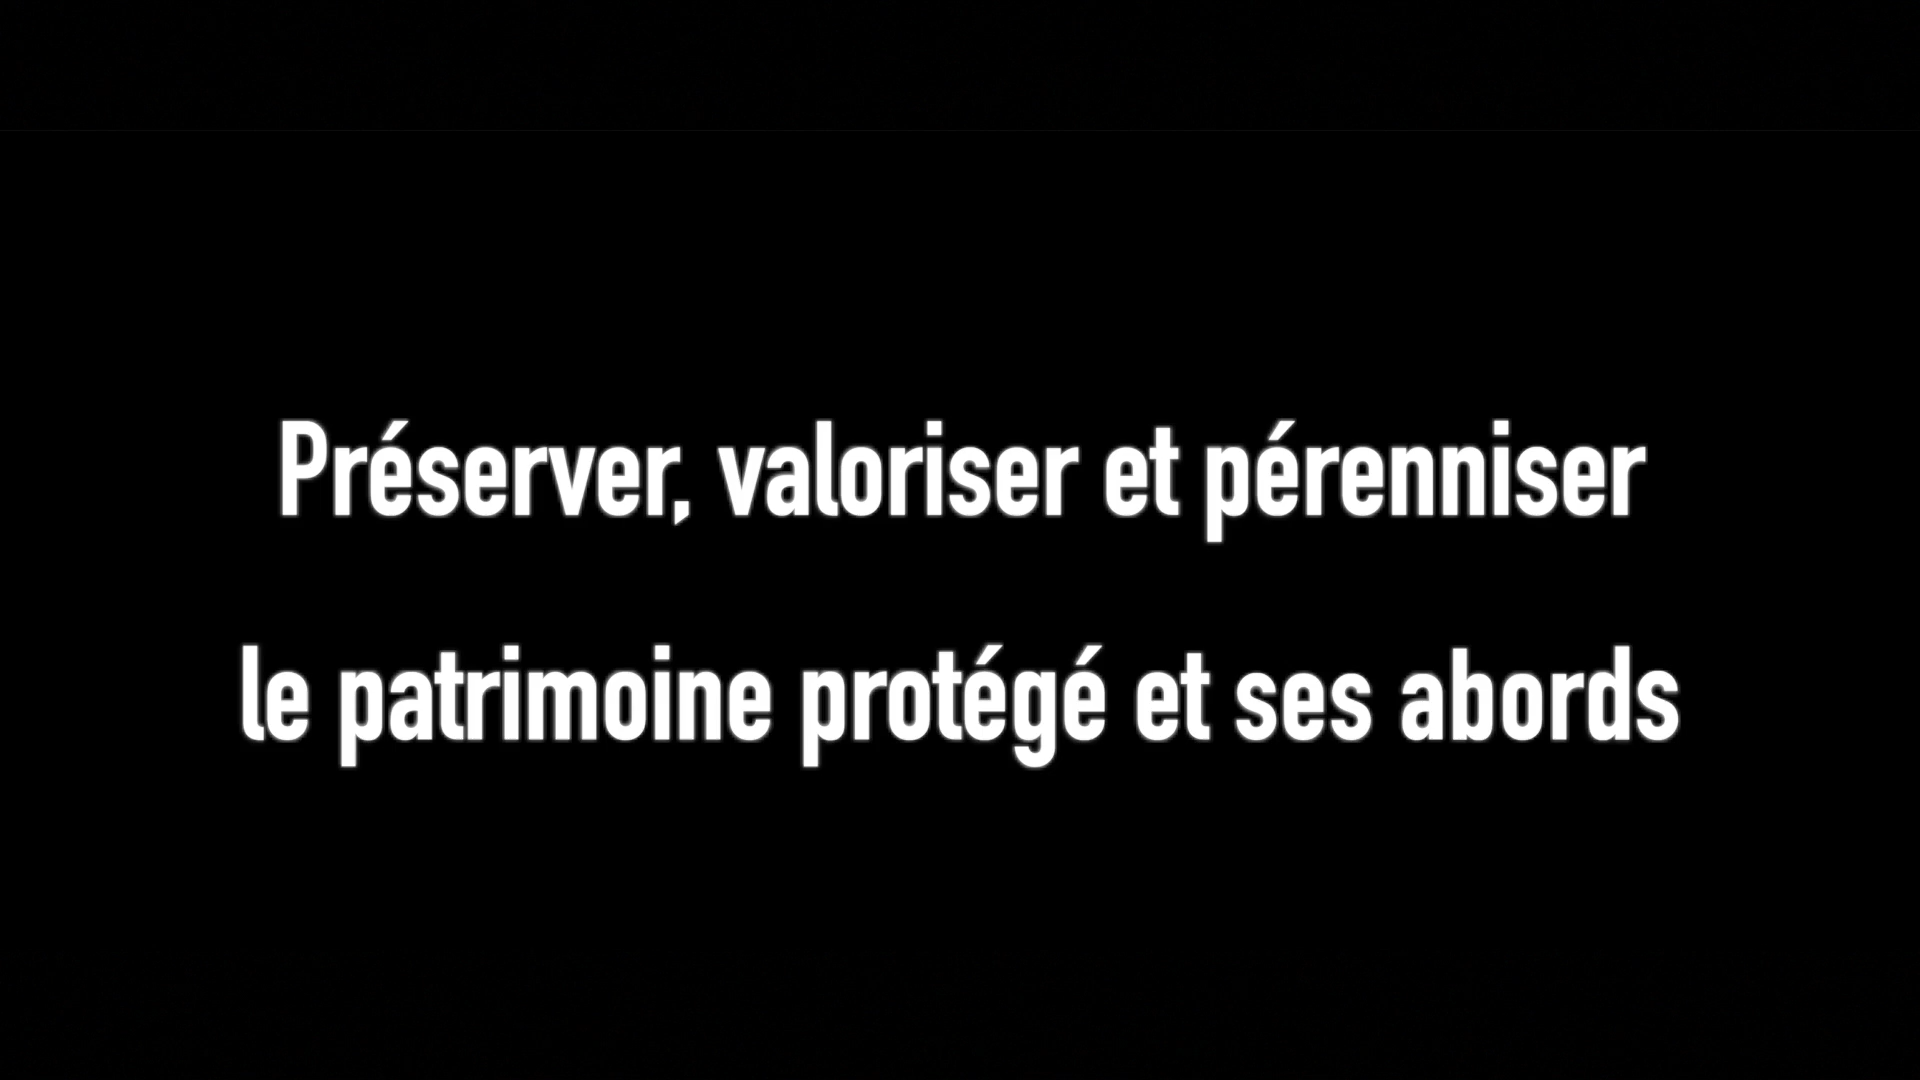 Préserver, valoriser et pérenniser
le patrimoine protégé et ses abords